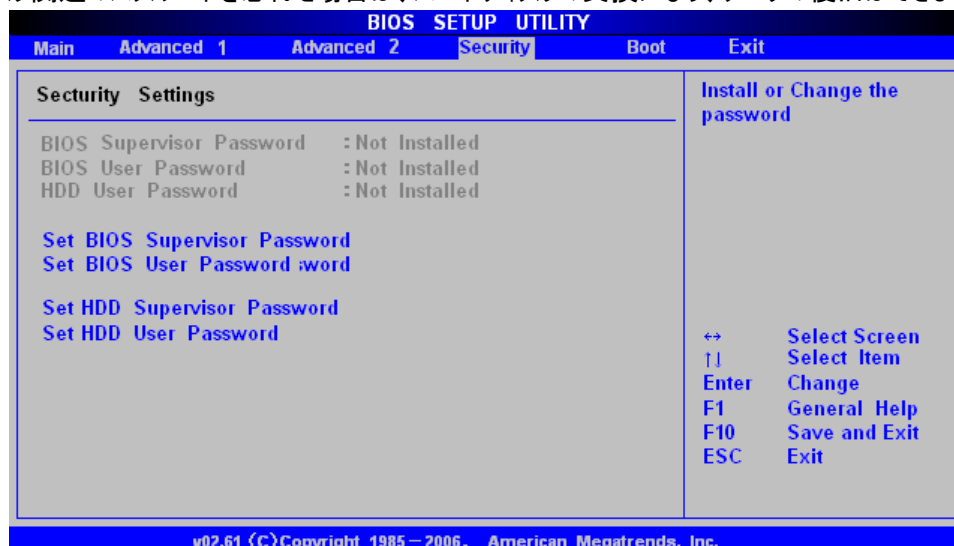 BIOS SETUP UTILITY
Main Advanced 1 Advanced 2 Security Boot Exit
Secturity Settings
BIOS Supervisor Password : Not Installed
BIOS User Password : Not Installed
HDD User Password : Not Installed
Set BIOS Supervisor Password
Set BIOS User Password sword
Set HDD Supervisor Password
Set HDD User Password
Install or Change the
password
↔ Select Screen
↑↓ Select Item
Enter Change
F1 General Help
F10 Save and Exit
ESC Exit
v02.61 (C)Copyright 1985-2006, American Megatrends, Inc.